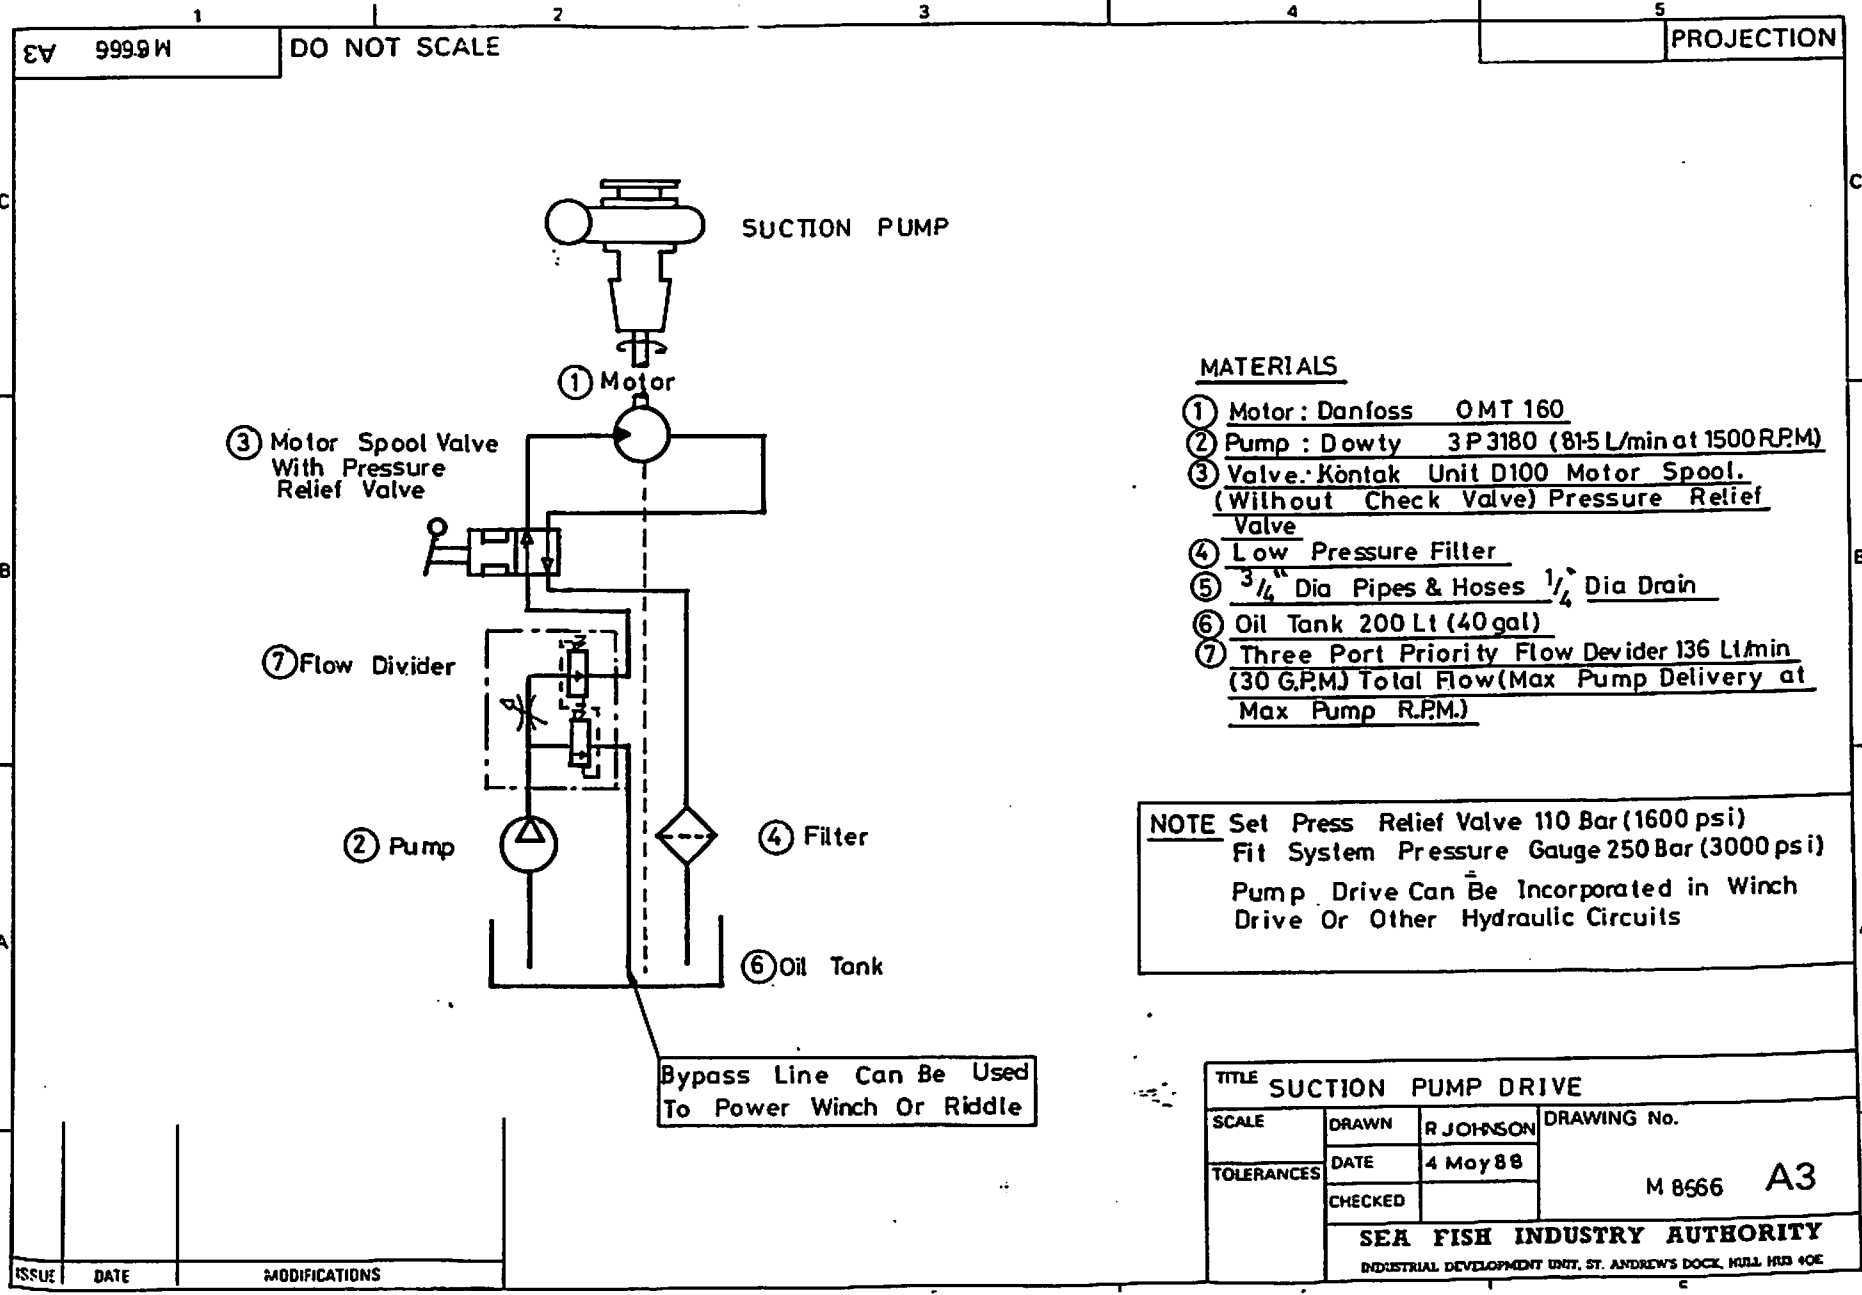 1 2 3 4 5
A3 M 8566
DO NOT SCALE
PROJECTION
C
C
SUCTION PUMP
① Motor
③ Motor Spool Valve
With Pressure
Relief Valve
B
⑦ Flow Divider
② Pump
④ Filter
A
⑥ Oil Tank
Bypass Line Can Be Used
To Power Winch Or Riddle
MATERIALS
① Motor: Danfoss OMT 160
② Pump : Dowty 3P 3180 (81·5 L/min at 1500 R.P.M)
③ Valve: Kontak Unit D100 Motor Spool.
(Without Check Valve) Pressure Relief
Valve
④ Low Pressure Filter
⑤ 3/4" Dia Pipes & Hoses 1/4" Dia Drain
⑥ Oil Tank 200 Lt (40 gal)
⑦ Three Port Priority Flow Devider 136 Lt/min
(30 G.P.M.) Total Flow (Max Pump Delivery at
Max Pump R.P.M.)
NOTE Set Press Relief Valve 110 Bar (1600 psi)
Fit System Pressure Gauge 250 Bar (3000 psi)
Pump Drive Can Be Incorporated in Winch
Drive Or Other Hydraulic Circuits
TITLE SUCTION PUMP DRIVE
SCALE
TOLERANCES
DRAWN R JOHNSON
DATE 4 May 88
CHECKED
DRAWING No.
M 8566 A3
SEA FISH INDUSTRY AUTHORITY
INDUSTRIAL DEVELOPMENT UNIT, ST. ANDREW'S DOCK, HULL HU3 4QE
ISSUE DATE MODIFICATIONS